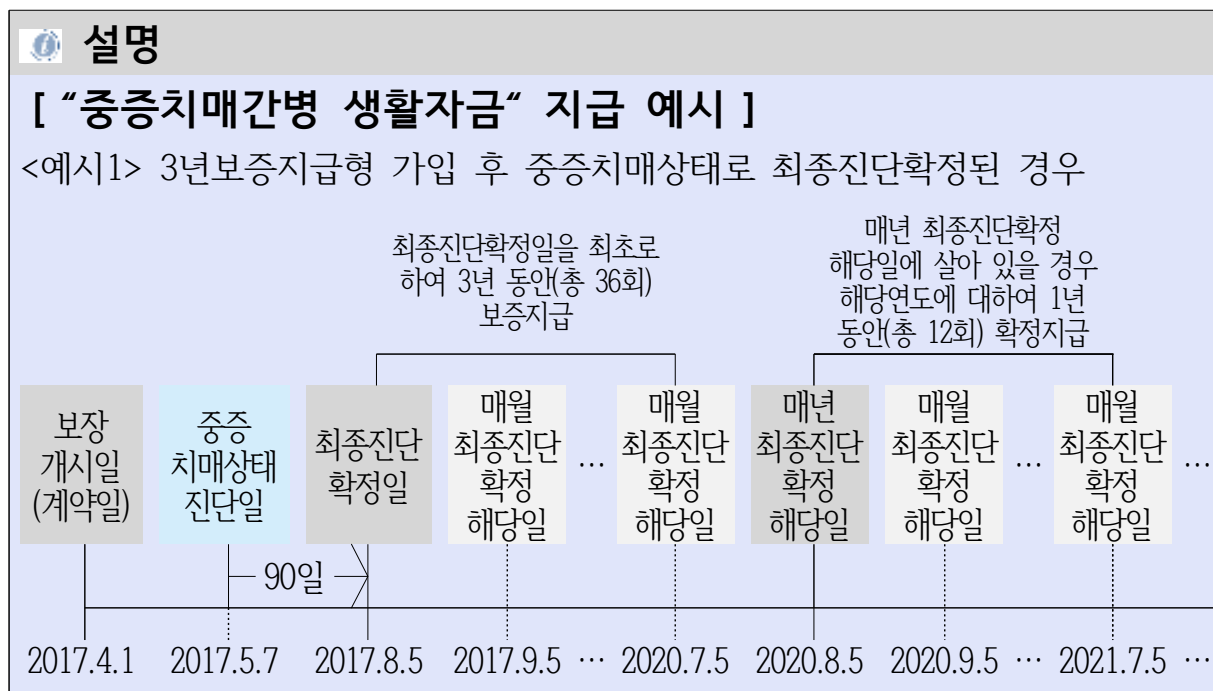 설명
[ “중증치매간병 생활자금“ 지급 예시 ]
<예시1> 3년보증지급형 가입 후 중증치매상태로 최종진단확정된 경우
최종진단확정일을 최초로
하여 3년 동안(총 36회)
보증지급
매년 최종진단확정
해당일에 살아 있을 경우
해당연도에 대하여 1년
동안(총 12회) 확정지급
보장
개시일
(계약일)
중증
치매상태
진단일
최종진단
확정일
매월
최종진단
확정
해당일
…
매월
최종진단
확정
해당일
매년
최종진단
확정
해당일
매월
최종진단
확정
해당일
…
매월
최종진단
확정
해당일
…
90일
2017.4.1 2017.5.7 2017.8.5 2017.9.5 … 2020.7.5 2020.8.5 2020.9.5 … 2021.7.5 …